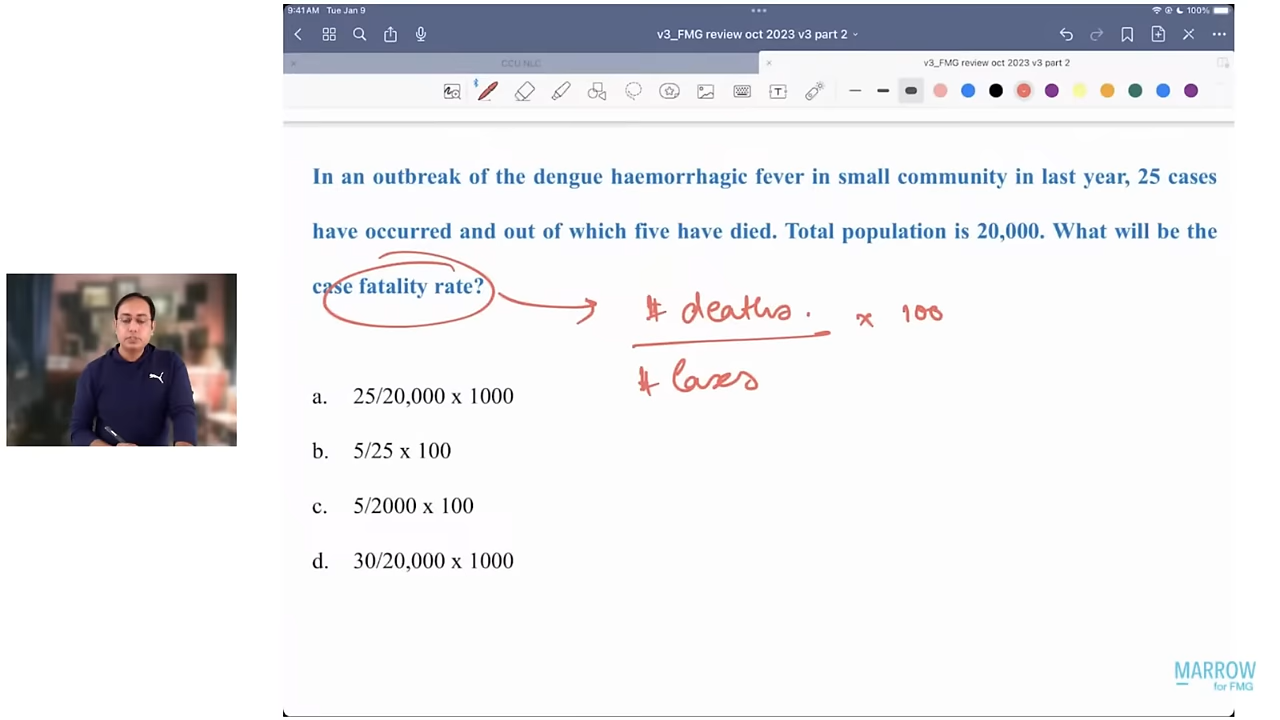 9:41 AM Tue Jan 9
100%
v3_FMG review oct 2023 v3 part 2
CCU NLC
v3_FMG review oct 2023 v3 part 2
T
In an outbreak of the dengue haemorrhagic fever in small community in last year, 25 cases
have occurred and out of which five have died. Total population is 20,000. What will be the
case fatality rate?
# deaths. x 100
# Cases
a. 25/20,000 x 1000
b. 5/25 x 100
c. 5/2000 x 100
d. 30/20,000 x 1000
MARROW
for FMG